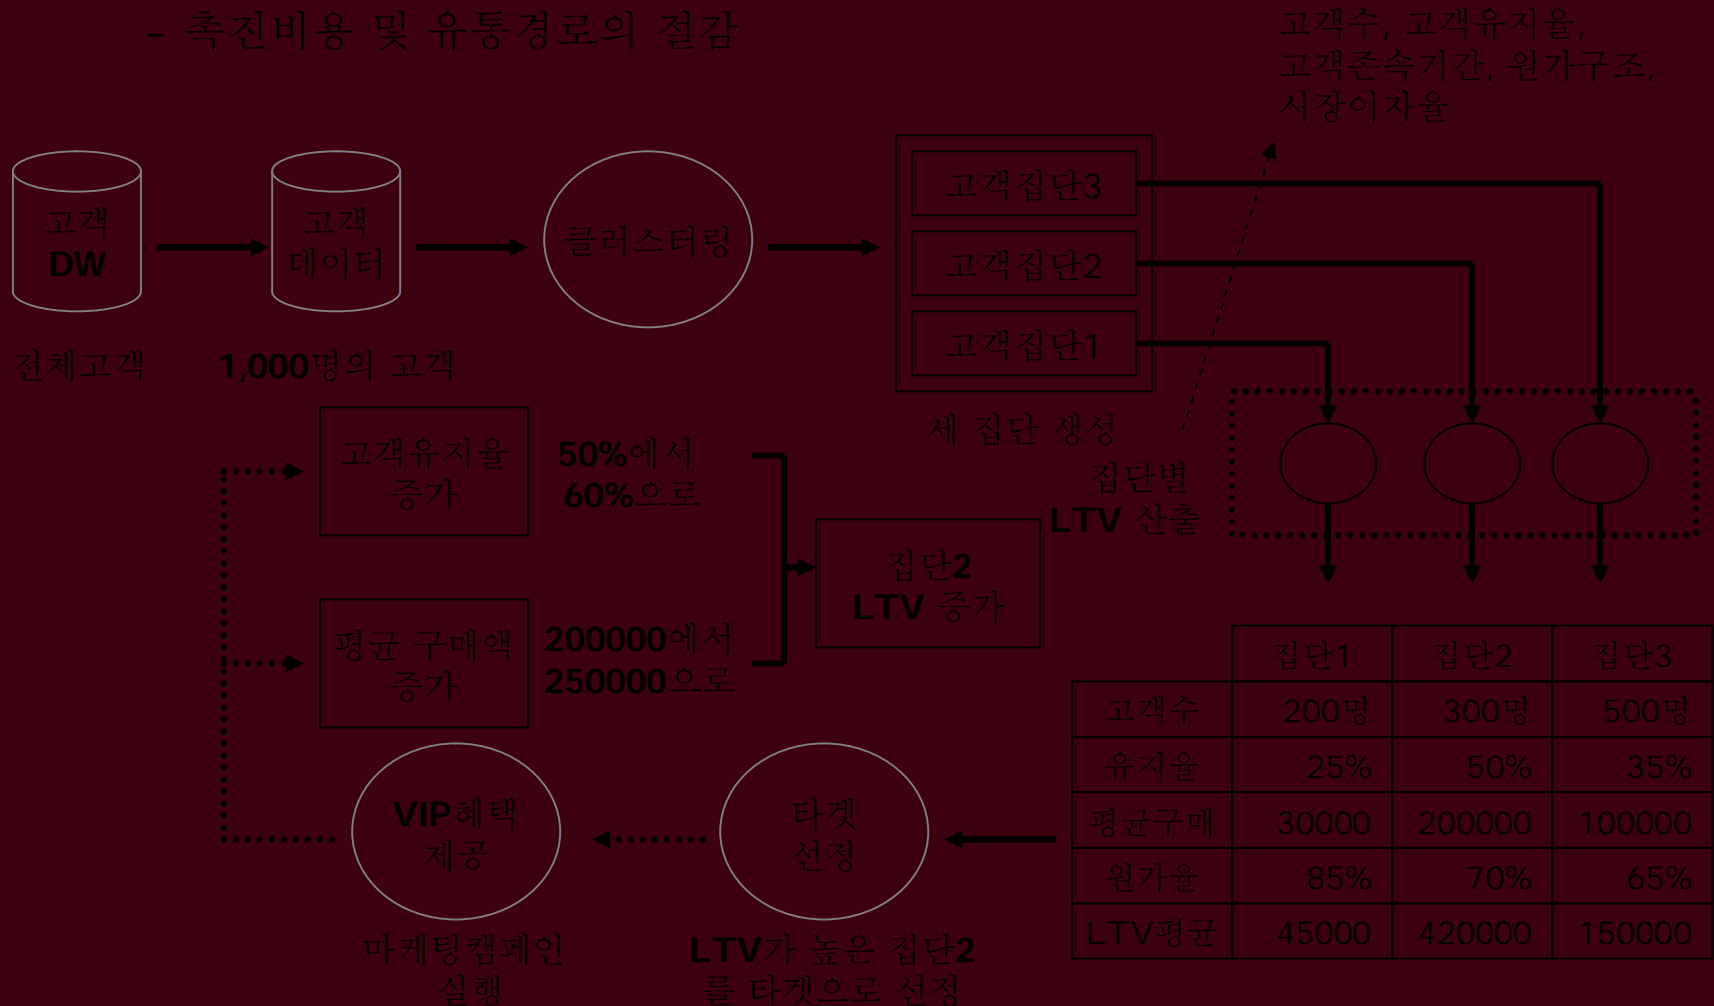 - 촉진비용 및 유통경로의 절감
고객수, 고객유지율,
고객존속기간, 원가구조,
시장이자율
고객
DW
전체고객
고객
데이터
1,000명의 고객
클러스터링
고객집단3
고객집단2
고객집단1
세 집단 생성
집단별
LTV 산출
고객유지율
증가
50%에서
60%으로
평균 구매액
증가
200000에서
250000으로
집단2
LTV 증가
집단1 집단2 집단3
고객수 200명 300명 500명
유지율 25% 50% 35%
평균구매 30000 200000 100000
원가율 85% 70% 65%
LTV평균 45000 420000 150000
VIP혜택
제공
마케팅캠페인
실행
타겟
선정
LTV가 높은 집단2
를 타겟으로 선정